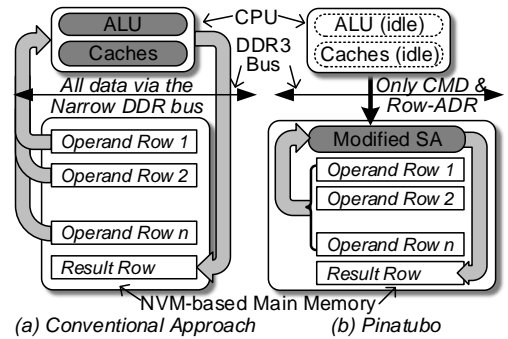 ALU
Caches
CPU
ALU (idle)
Caches (idle)
DDR3
Bus
All data via the
Narrow DDR bus
Only CMD &
Row-ADR
Operand Row 1
Operand Row 2
Operand Row n
Result Row
Modified SA
Operand Row 1
Operand Row 2
Operand Row n
Result Row
NVM-based Main Memory
(a) Conventional Approach
(b) Pinatubo